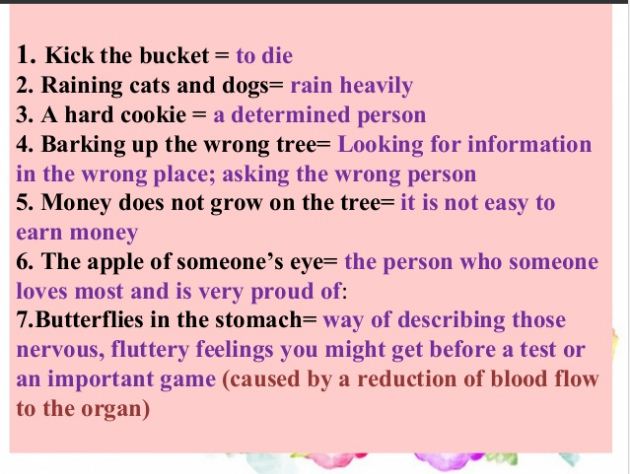 1. Kick the bucket = to die
2. Raining cats and dogs= rain heavily
3. A hard cookie = a determined person
4. Barking up the wrong tree= Looking for information
in the wrong place; asking the wrong person
5. Money does not grow on the tree= it is not easy to
earn money
6. The apple of someone’s eye= the person who someone
loves most and is very proud of:
7.Butterflies in the stomach= way of describing those
nervous, fluttery feelings you might get before a test or
an important game (caused by a reduction of blood flow
to the organ)